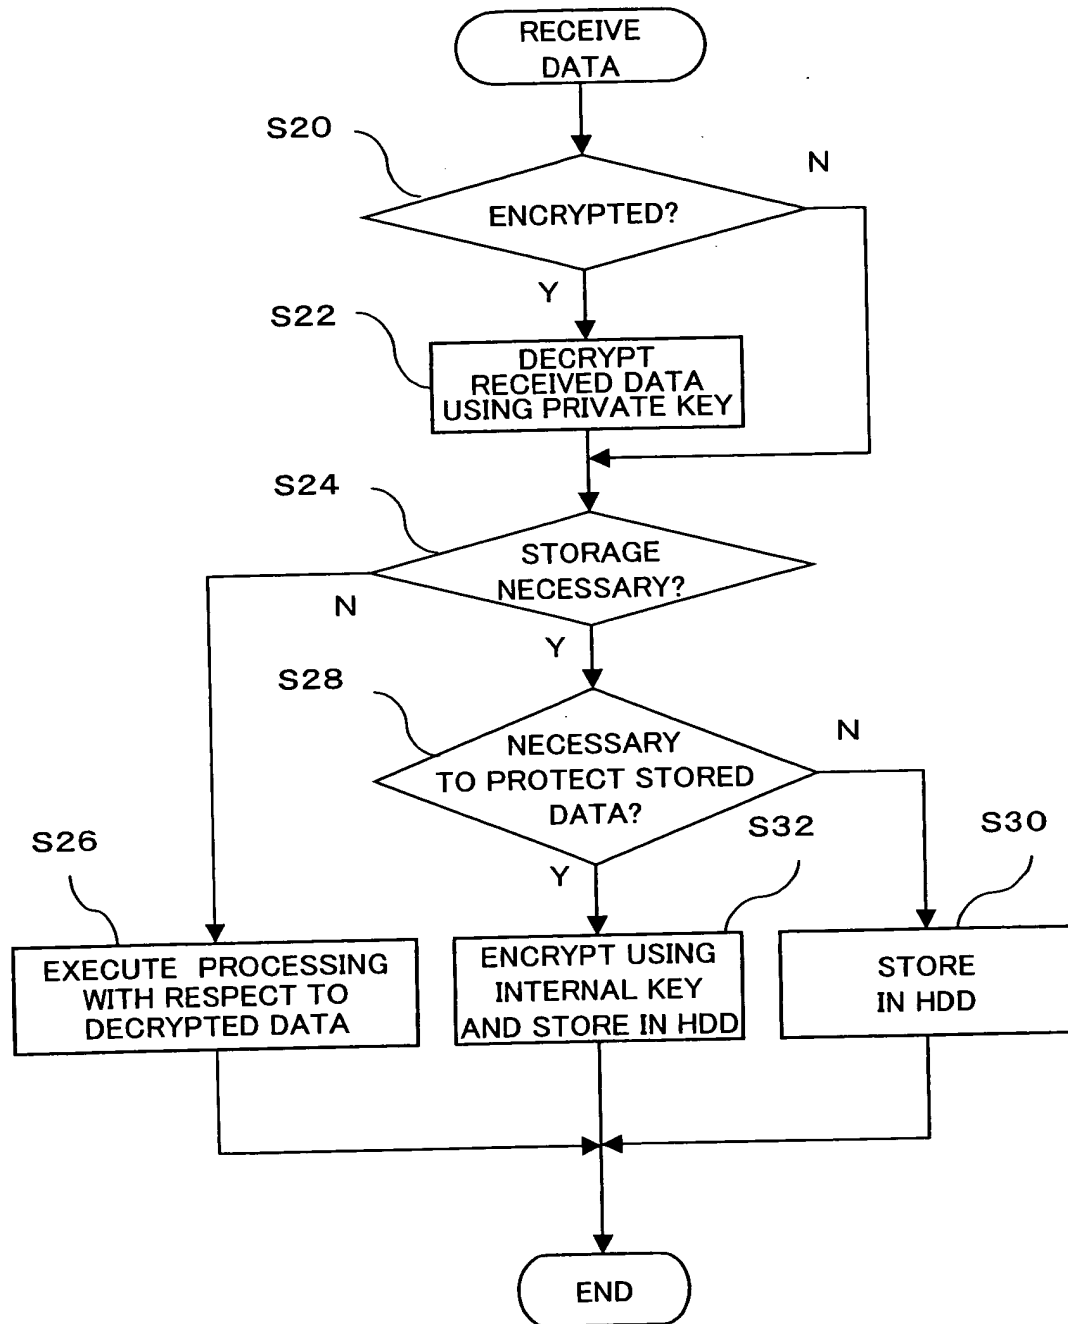 RECEIVE
DATA
S20
N
ENCRYPTED?
Y
S22
DECRYPT
RECEIVED DATA
USING PRIVATE KEY
S24
STORAGE
NECESSARY?
N
Y
S28
NECESSARY
TO PROTECT STORED
DATA?
N
Y
S26
S32
S30
EXECUTE PROCESSING
WITH RESPECT TO
DECRYPTED DATA
ENCRYPT USING
INTERNAL KEY
AND STORE IN HDD
STORE
IN HDD
END